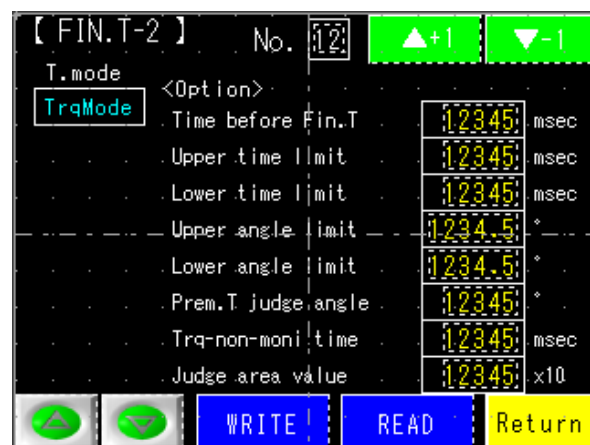 【 FIN.T-2 】 No. 12 ▲+1 ▼-1
T.mode
<Option>
TrqMode
Time before Fin.T 12345 msec
Upper time limit 12345 msec
Lower time limit 12345 msec
Upper angle limit 1234.5 °
Lower angle limit 1234.5 °
Prem.T judge angle 12345 °
Trq-non-moni time 12345 msec
Judge area value 12345 x10
WRITE READ Return